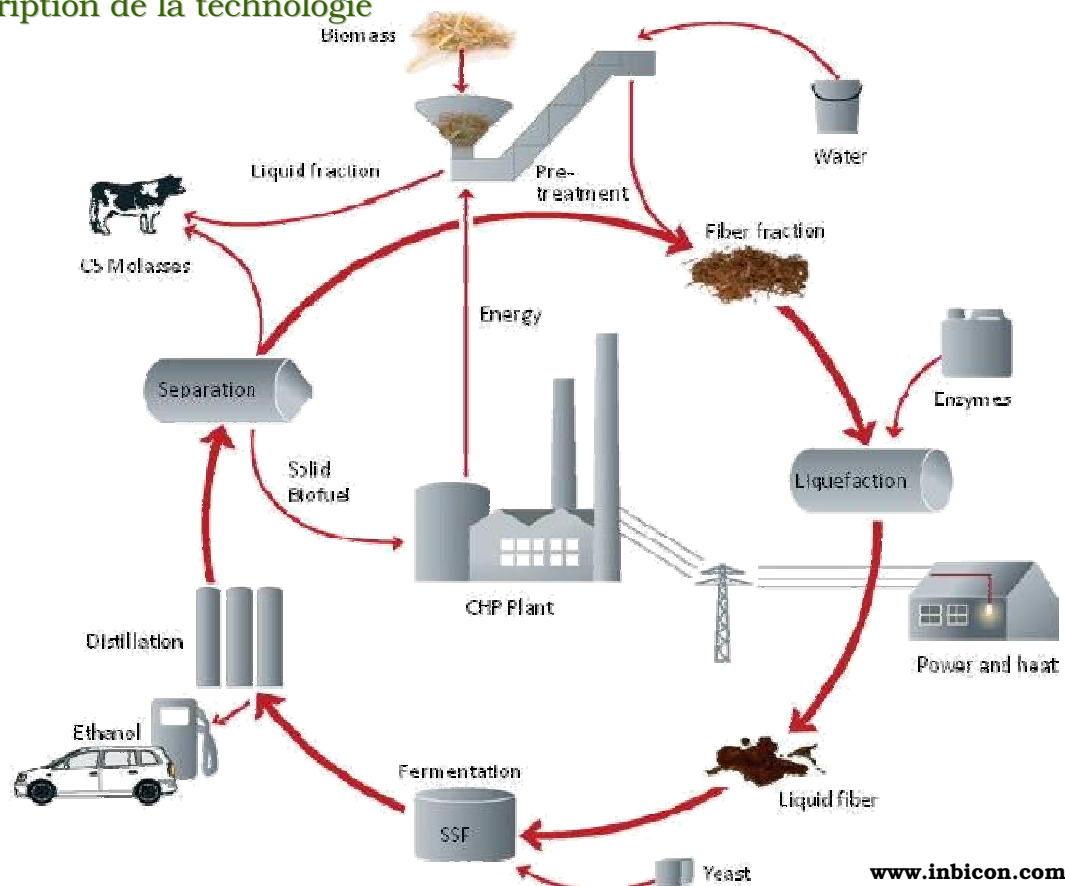 ription de la technologie
Biomass
Water
Liquid fraction
Pre-
treatment
Fiber fraction
C5 Molasses
Energy
Enzymes
Separation
Solid
Biofuel
Liquefaction
CHP Plant
Distillation
Power and heat
Ethanol
Fermentation
Liquid fiber
SSF
Yeast
www.inbicon.com